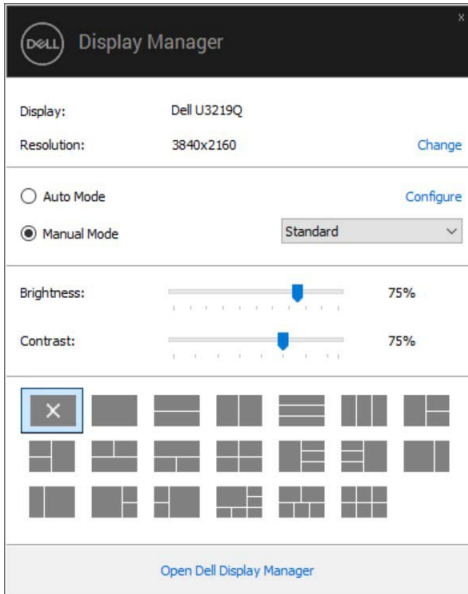 x
DELL Display Manager
Display: Dell U3219Q
Resolution: 3840x2160 Change
Auto Mode Configure
Manual Mode Standard
Brightness: 75%
Contrast: 75%
Open Dell Display Manager